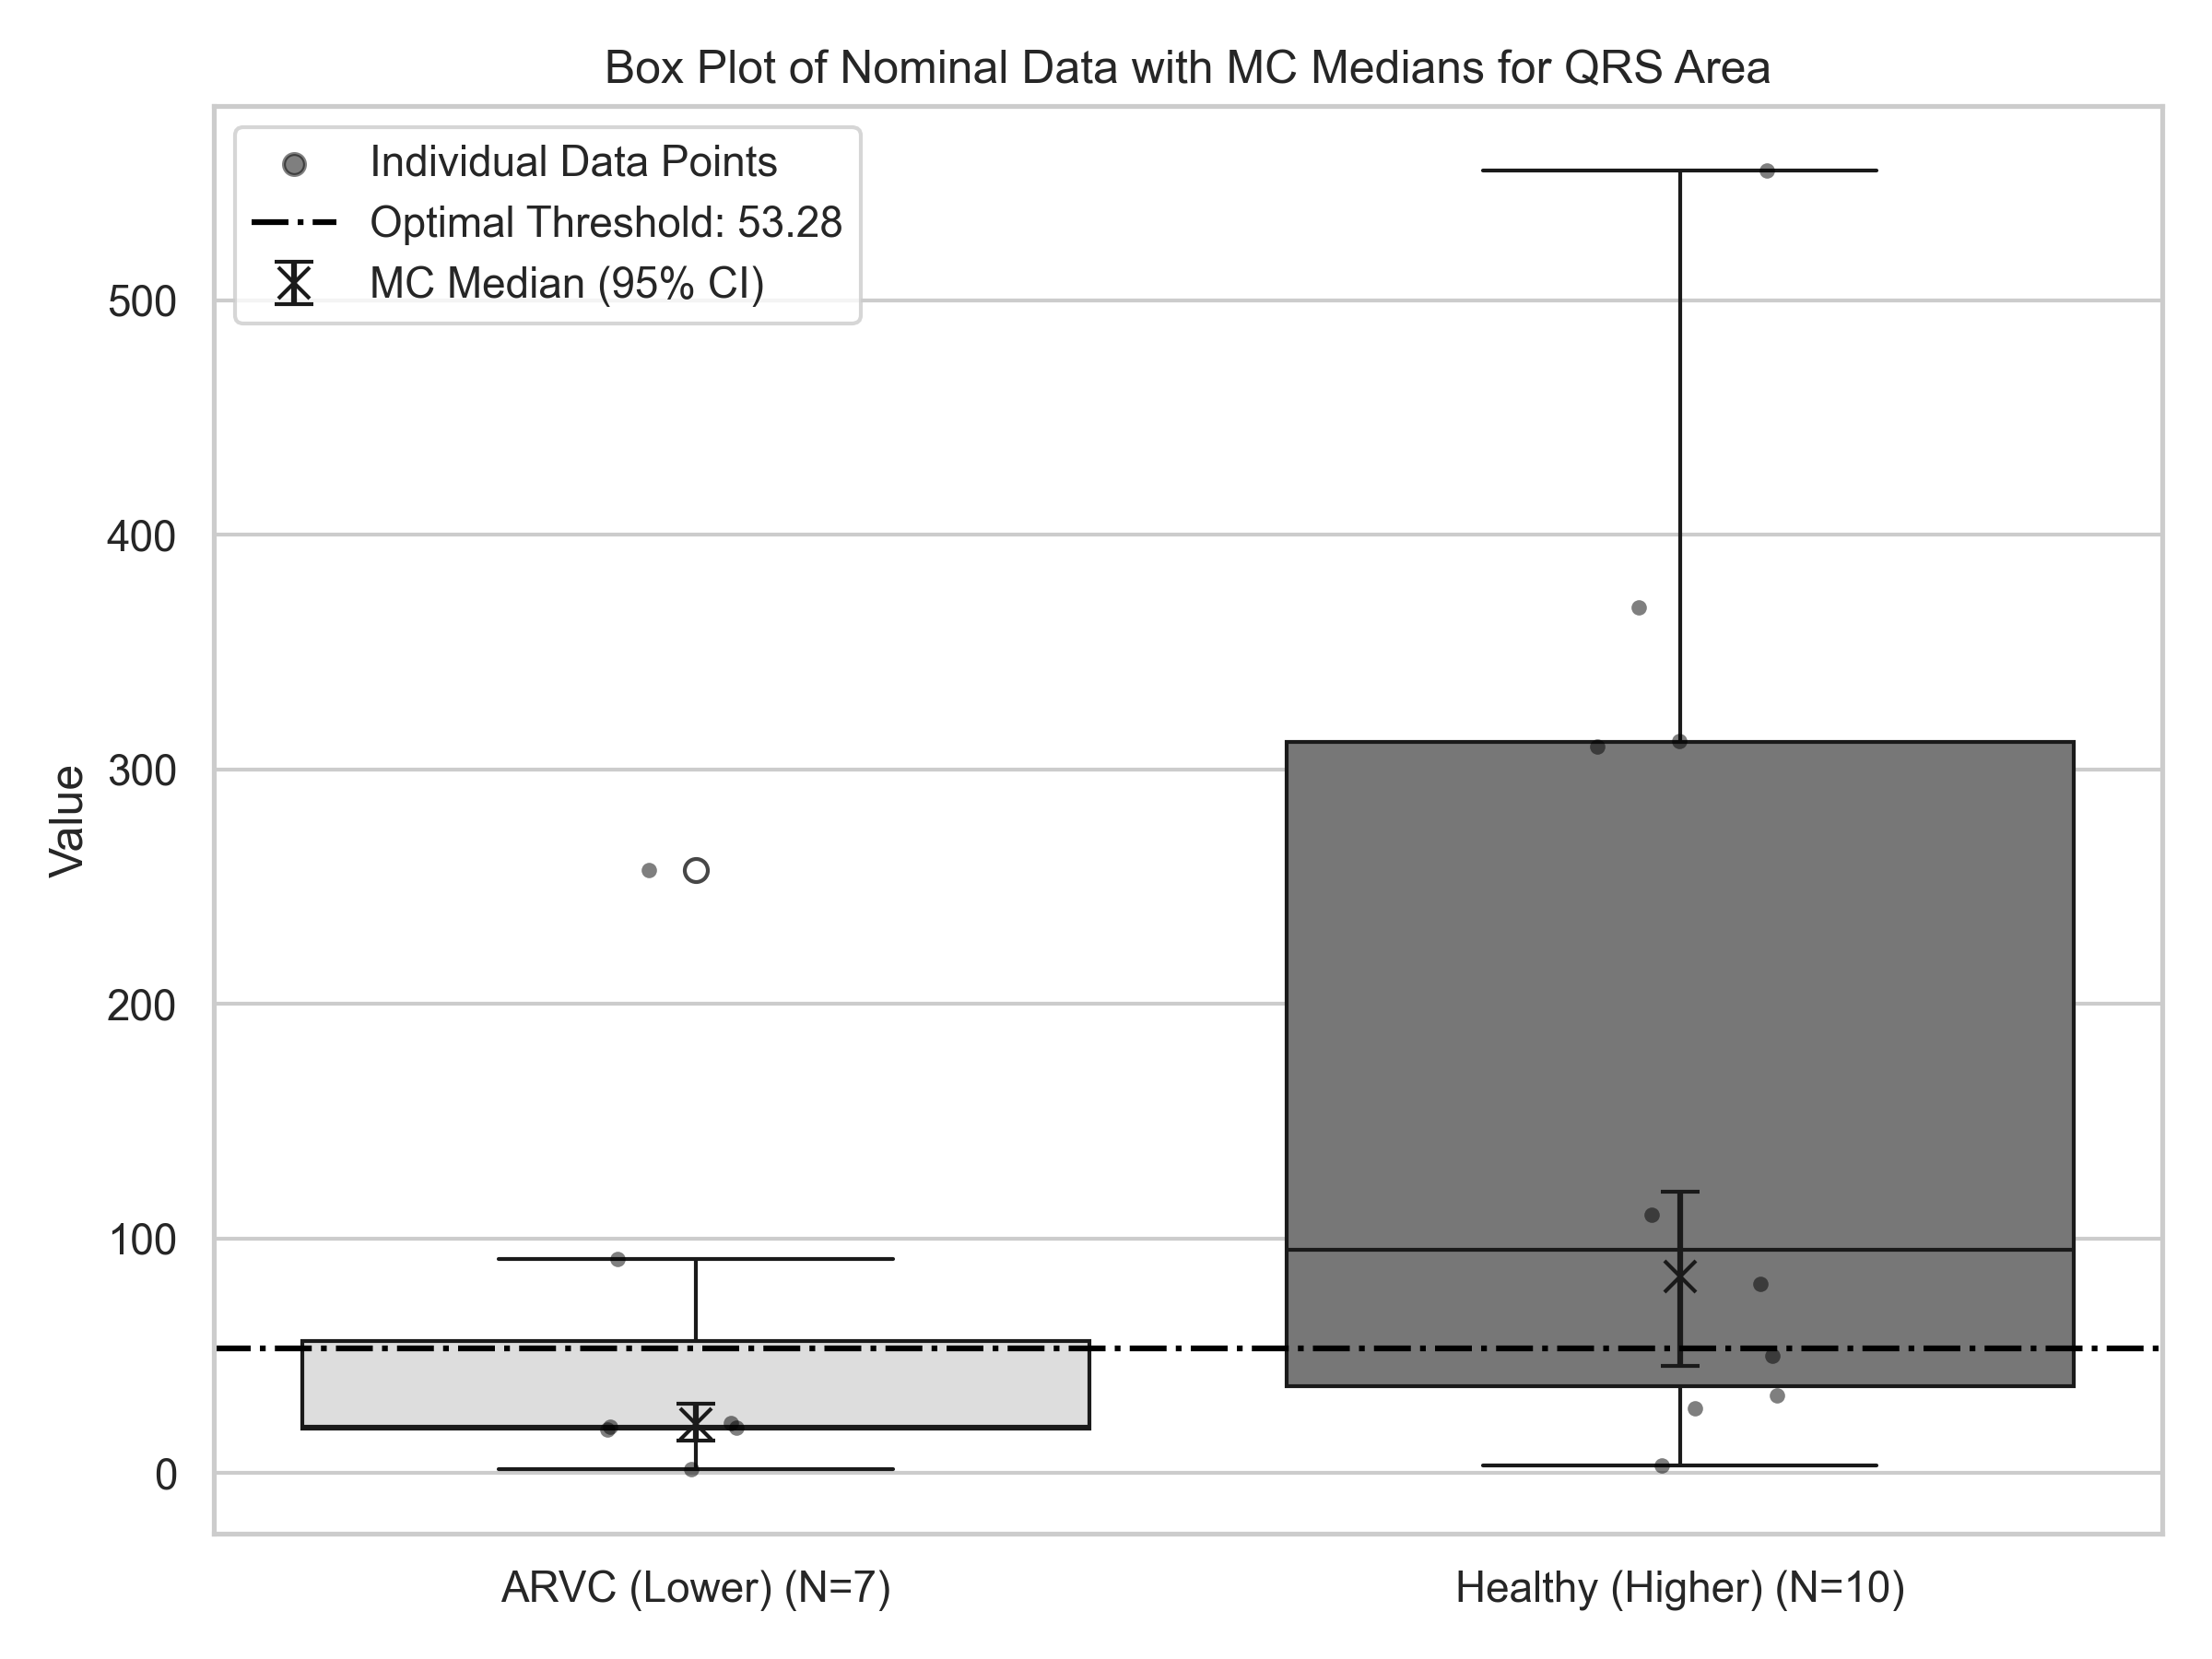 Box Plot of Nominal Data with MC Medians for QRS Area
Individual Data Points
Optimal Threshold: 53.28
MC Median (95% CI)
Value
500
400
300
200
100
0
ARVC (Lower) (N=7)
Healthy (Higher) (N=10)